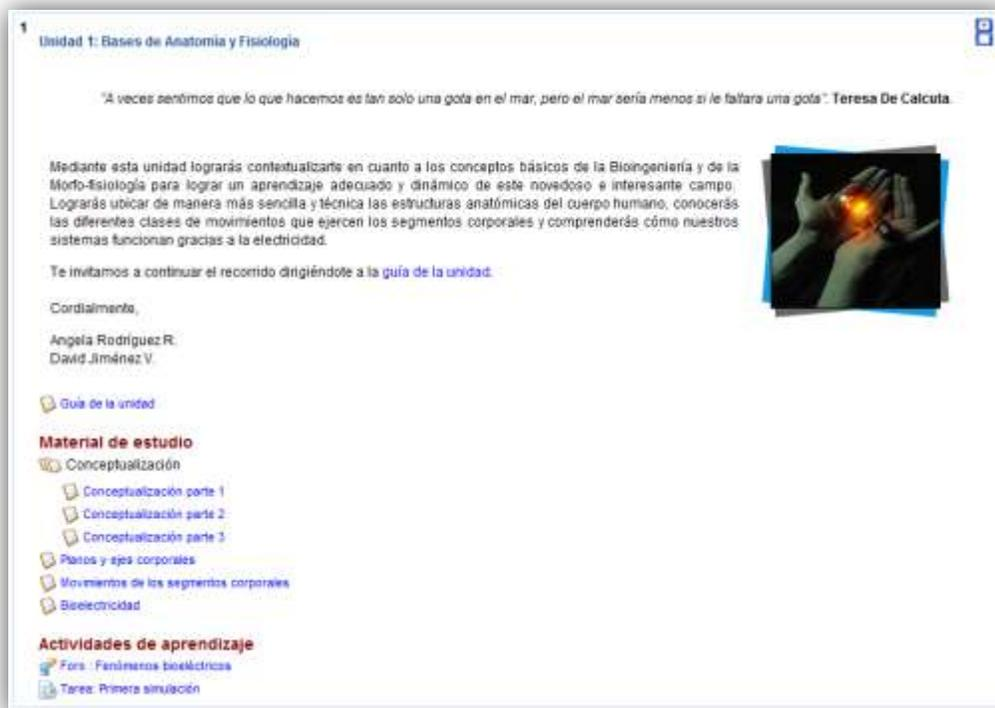 1
Unidad 1: Bases de Anatomía y Fisiología
"A veces sentimos que lo que hacemos es tan solo una gota en el mar, pero el mar sería menos si le faltara una gota". Teresa De Calcuta.
Mediante esta unidad lograrás contextualizarte en cuanto a los conceptos básicos de la Bioingeniería y de la
Morfo-fisiología para lograr un aprendizaje adecuado y dinámico de este novedoso e interesante campo.
Lograrás ubicar de manera más sencilla y técnica las estructuras anatómicas del cuerpo humano, conocerás
las diferentes clases de movimientos que ejercen los segmentos corporales y comprenderás cómo nuestros
sistemas funcionan gracias a la electricidad.
Te invitamos a continuar el recorrido dirigiéndote a la guía de la unidad.
Cordialmente,
Angela Rodríguez R.
David Jiménez V.
Guía de la unidad
Material de estudio
Conceptualización
Conceptualización parte 1
Conceptualización parte 2
Conceptualización parte 3
Planos y ejes corporales
Movimientos de los segmentos corporales
Bioelectricidad
Actividades de aprendizaje
Foro : Fenómenos bioeléctricos
Tarea: Primera simulación